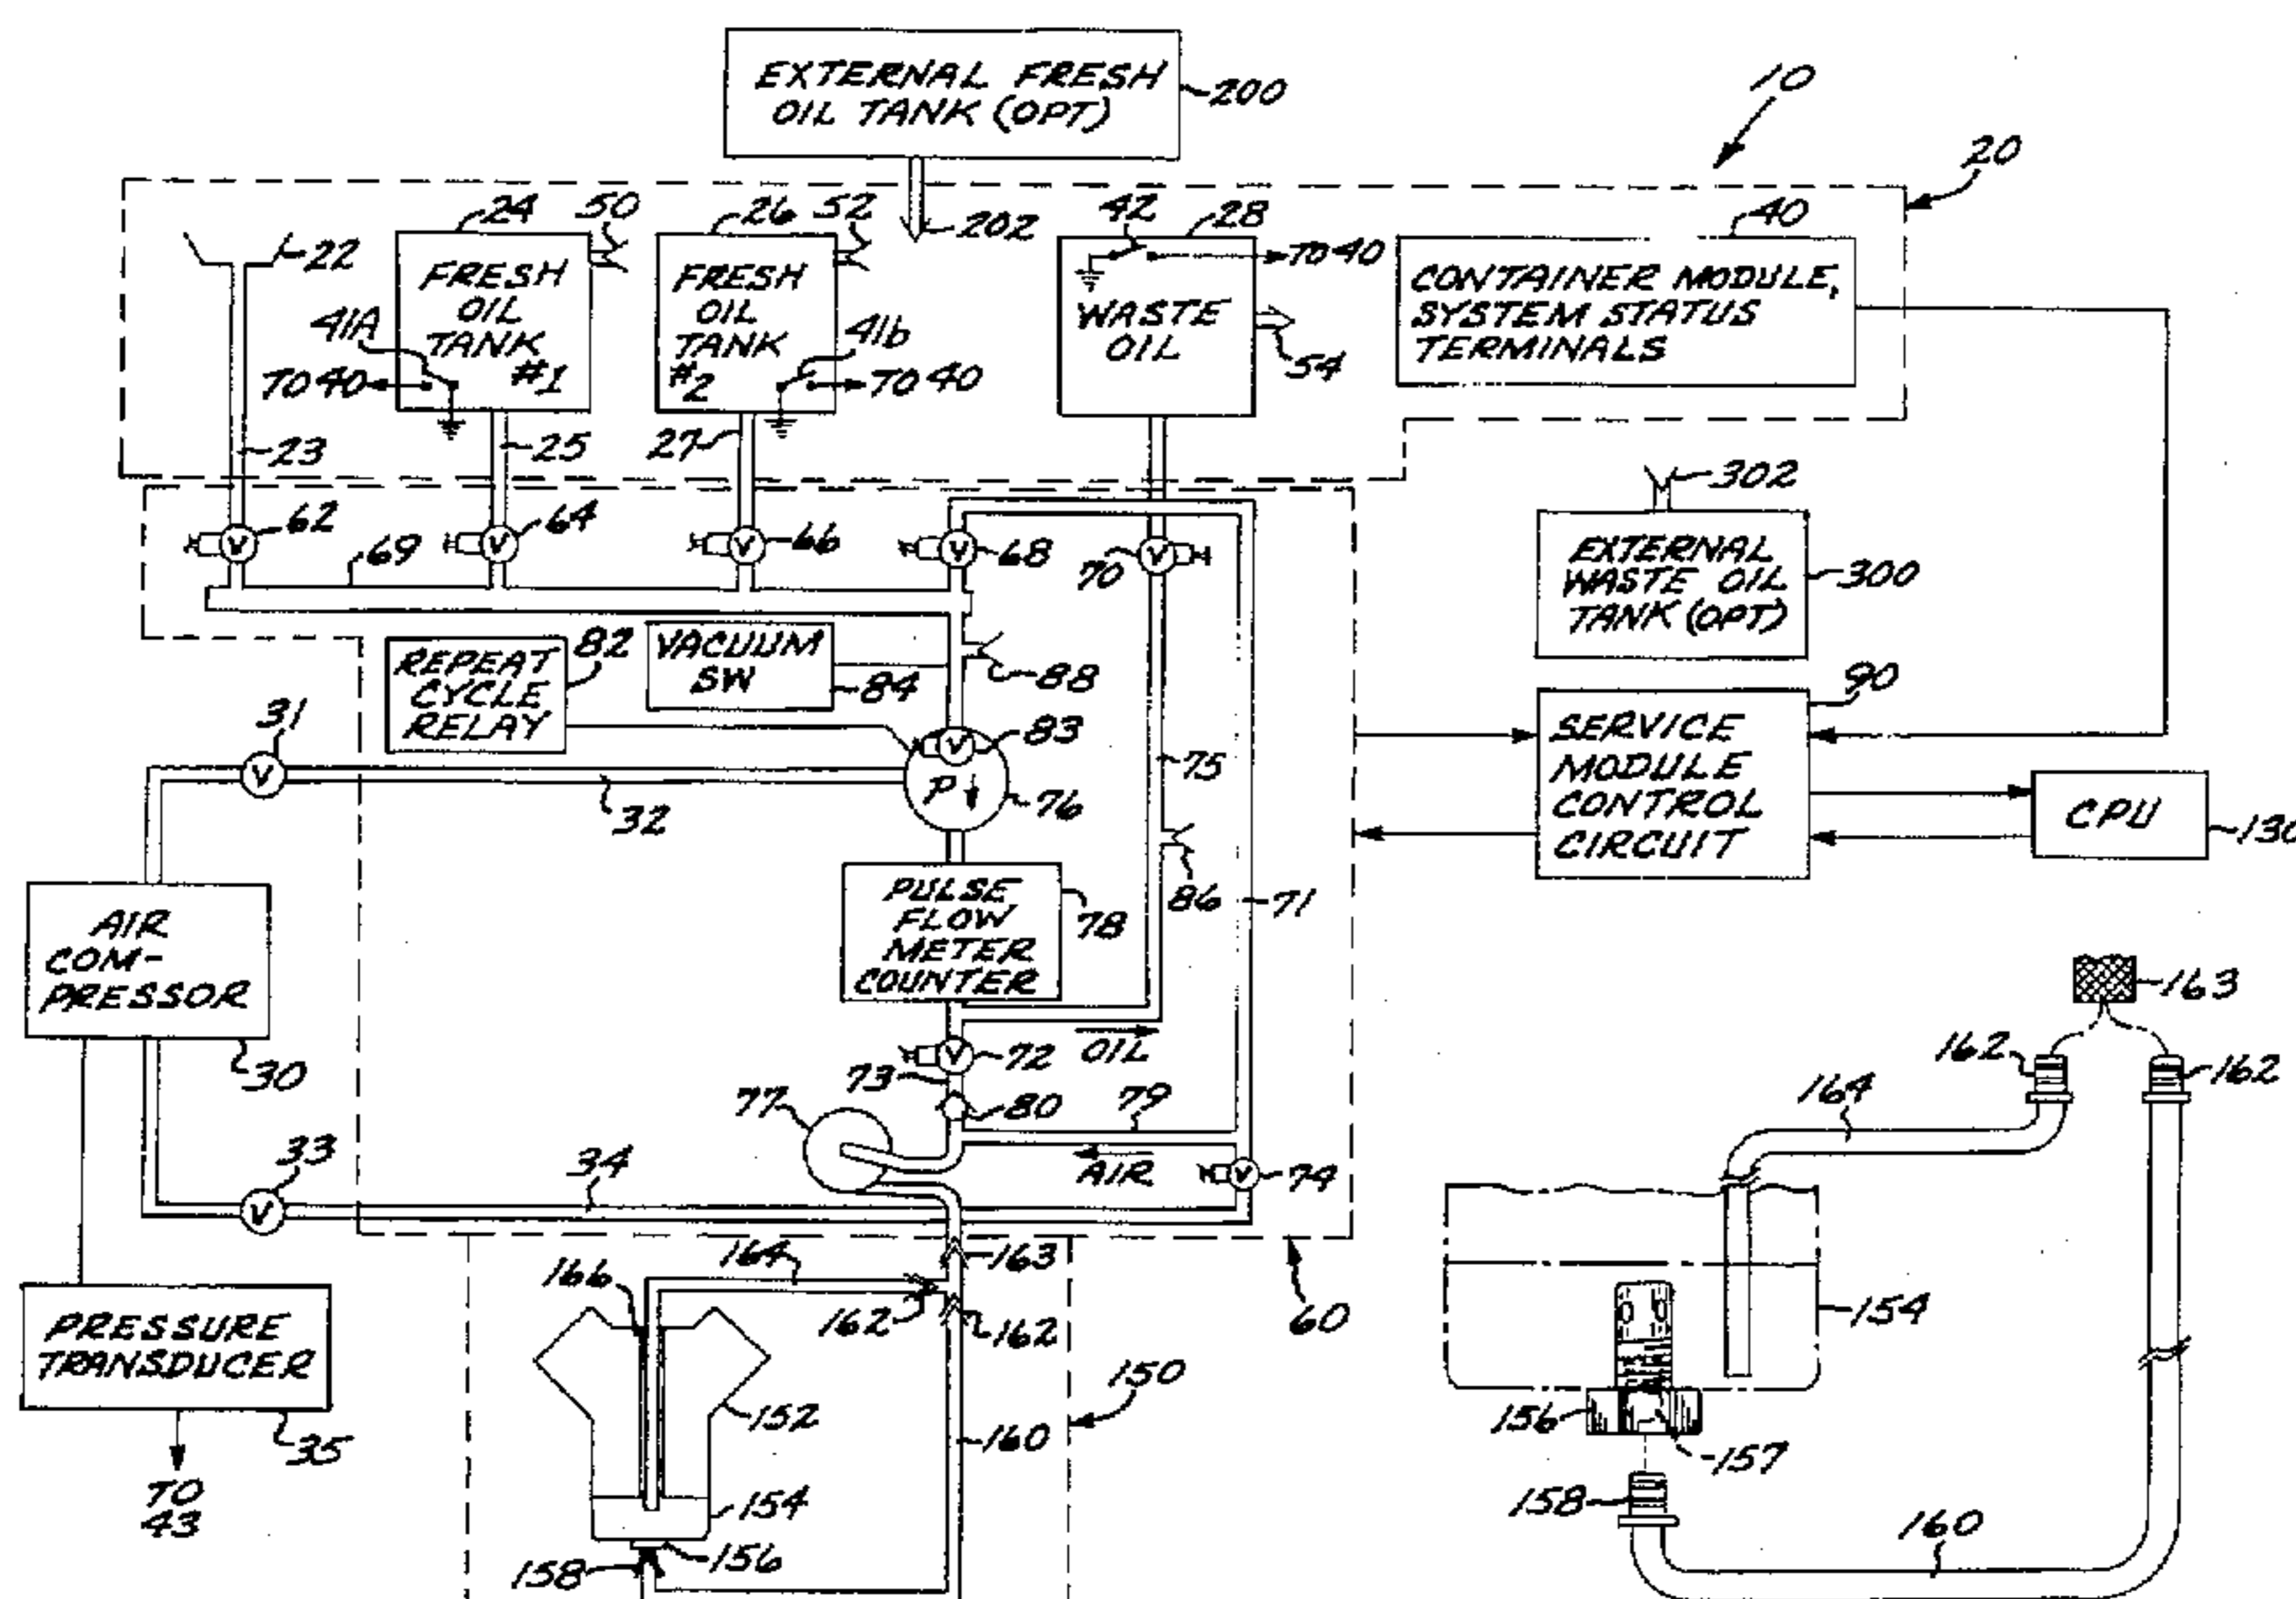 EXTERNAL FRESH
OIL TANK (OPT)
200
10
20
24
50
26
52
202
42
28
40
22
FRESH
OIL
TANK
#1
41A
TO 40
FRESH
OIL
TANK
#2
41b
TO 40
TO 40
WASTE
OIL
54
CONTAINER MODULE,
SYSTEM STATUS
TERMINALS
23
25
27
302
62
64
66
68
70
V
V
V
V
V
69
EXTERNAL
WASTE OIL
TANK (OPT)
300
REPEAT
CYCLE
RELAY
82
VACUUM
SW
84
88
90
31
V
32
V
83
P
76
75
SERVICE
MODULE
CONTROL
CIRCUIT
CPU
130
86
71
AIR
COM-
PRESSOR
30
PULSE
FLOW
METER
COUNTER
78
163
V
72
OIL
73
80
79
77
AIR
V
74
162
162
164
33
V
34
163
60
164
166
162
162
PRESSURE
TRANSDUCER
35
TO
43
152
150
160
154
156
158
154
156
157
158
160